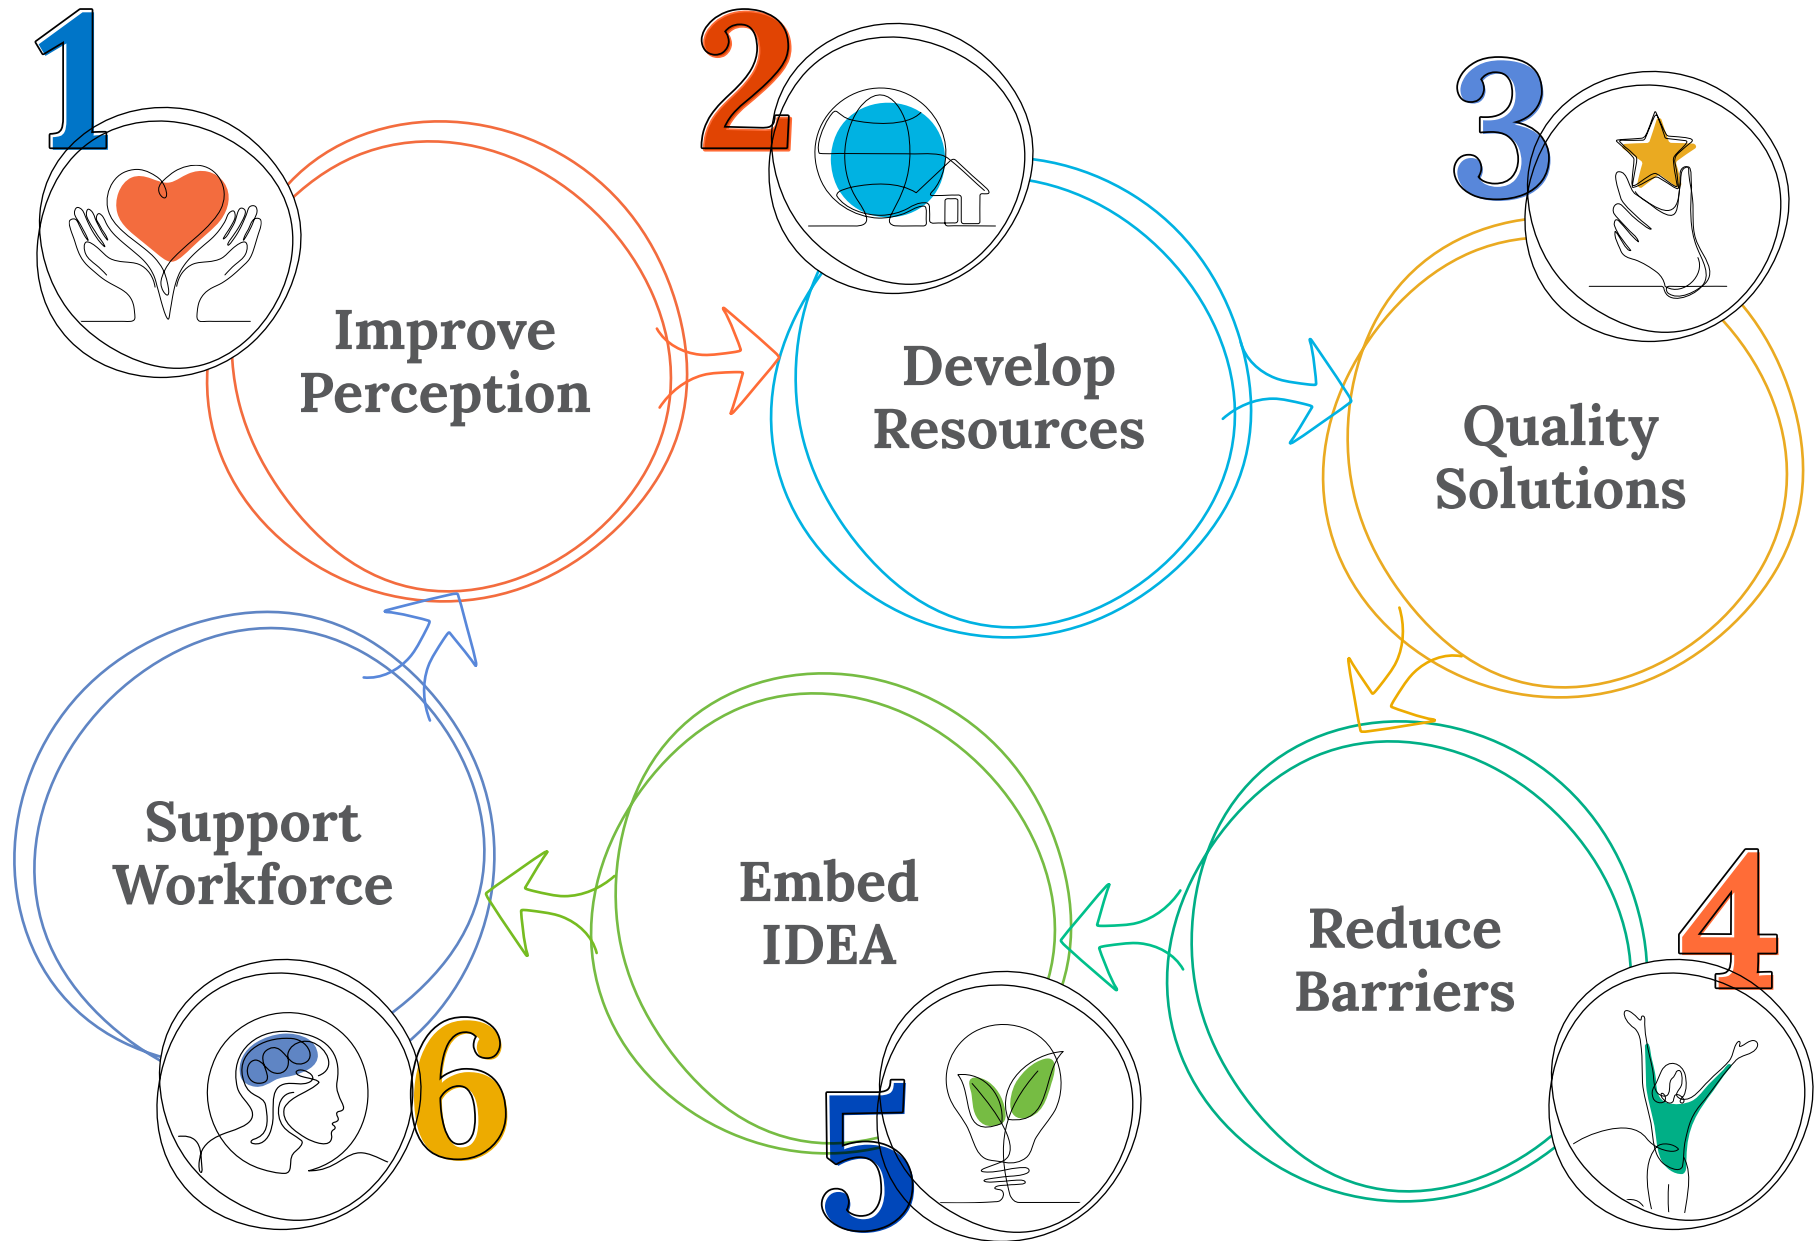 1
Improve
Perception
2
Develop
Resources
3
Quality
Solutions
4
Reduce
Barriers
5
Embed
IDEA
6
Support
Workforce